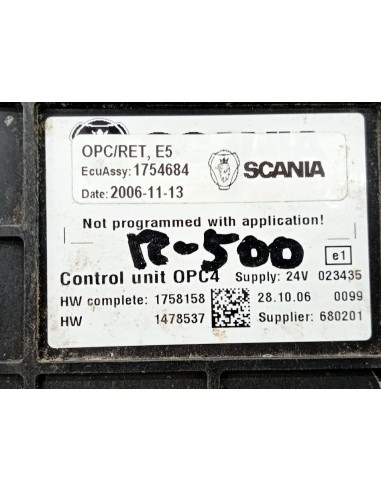 OPC/RET, E5
EcuAssy: 1754684
SCANIA
Date: 2006-11-13
Not programmed with application!
R-500
e1
Control unit OPC4 Supply: 24V 023435
HW complete: 1758158 28.10.06 0099
HW 1478537 Supplier: 680201